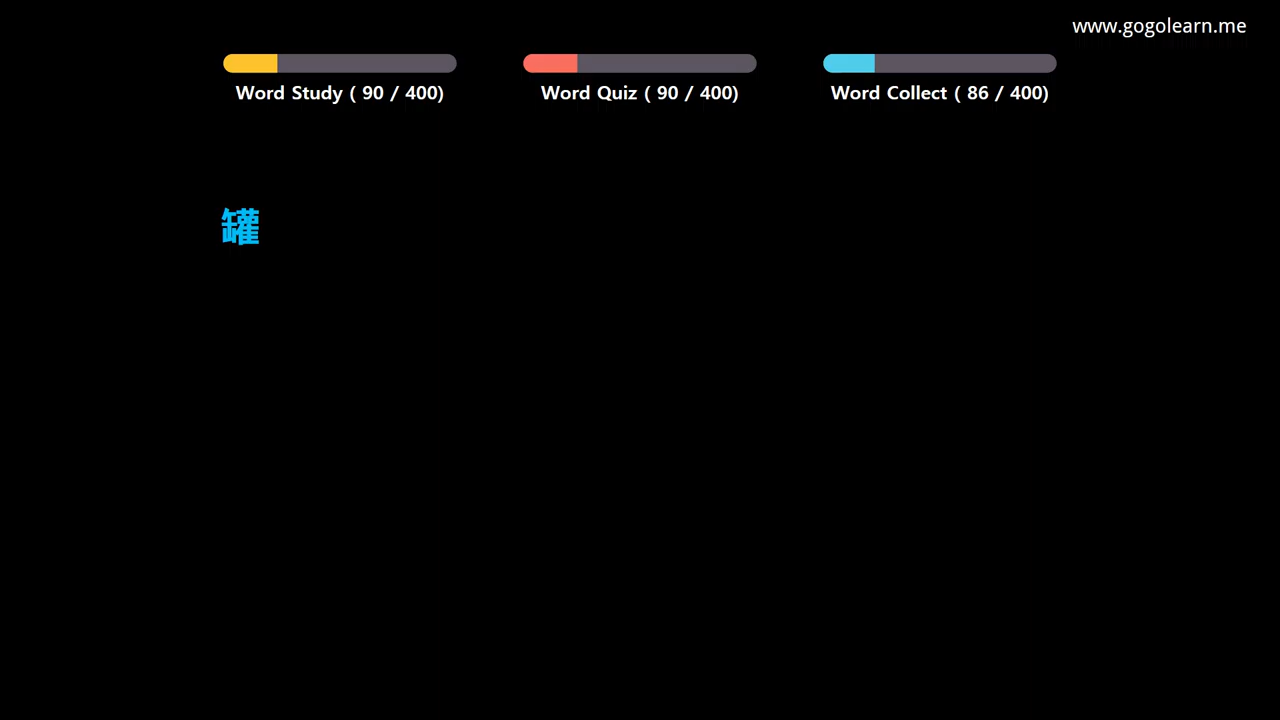 www.gogolearn.me
Word Study ( 90 / 400)
Word Quiz ( 90 / 400)
Word Collect ( 86 / 400)
罐